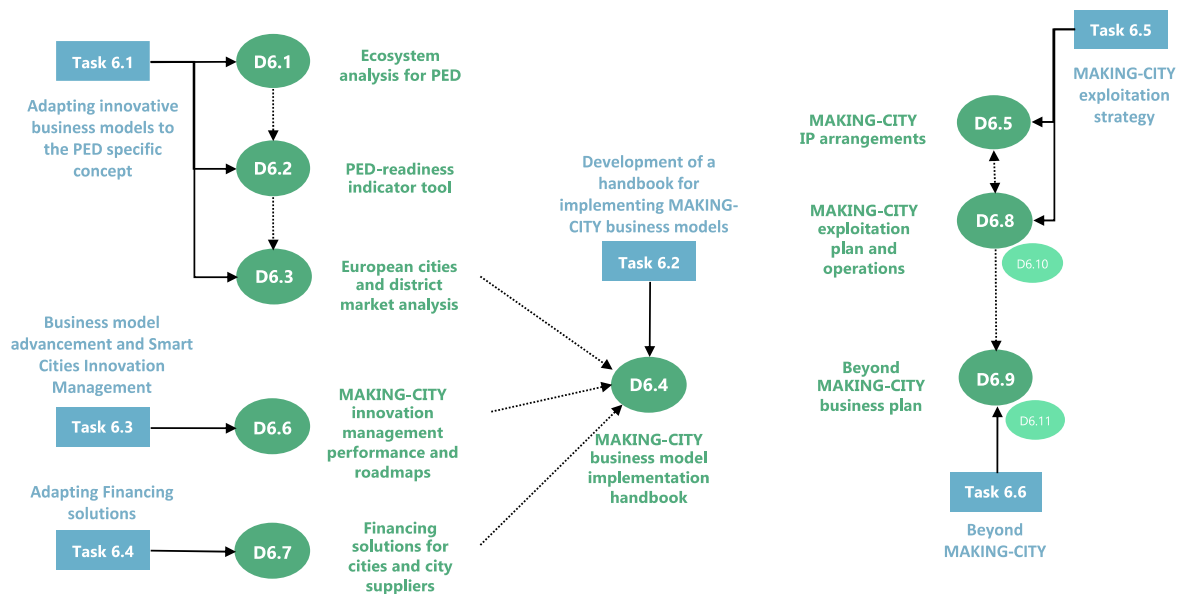 Task 6.1
Adapting innovative
business models to
the PED specific
concept
D6.1
Ecosystem
analysis for PED
D6.2
PED-readiness
indicator tool
D6.3
European cities
and district
market analysis
Business model
advancement and Smart
Cities Innovation
Management
Task 6.3
D6.6
MAKING-CITY
innovation
management
performance and
roadmaps
Adapting Financing
solutions
Task 6.4
D6.7
Financing
solutions for
cities and city
suppliers
Development of a
handbook for
implementing MAKING-
CITY business models
Task 6.2
D6.4
MAKING-CITY
business model
implementation
handbook
Task 6.5
MAKING-CITY
exploitation
strategy
MAKING-CITY
IP arrangements
D6.5
MAKING-CITY
exploitation
plan and
operations
D6.8
D6.10
Beyond
MAKING-CITY
business plan
D6.9
D6.11
Task 6.6
Beyond
MAKING-CITY